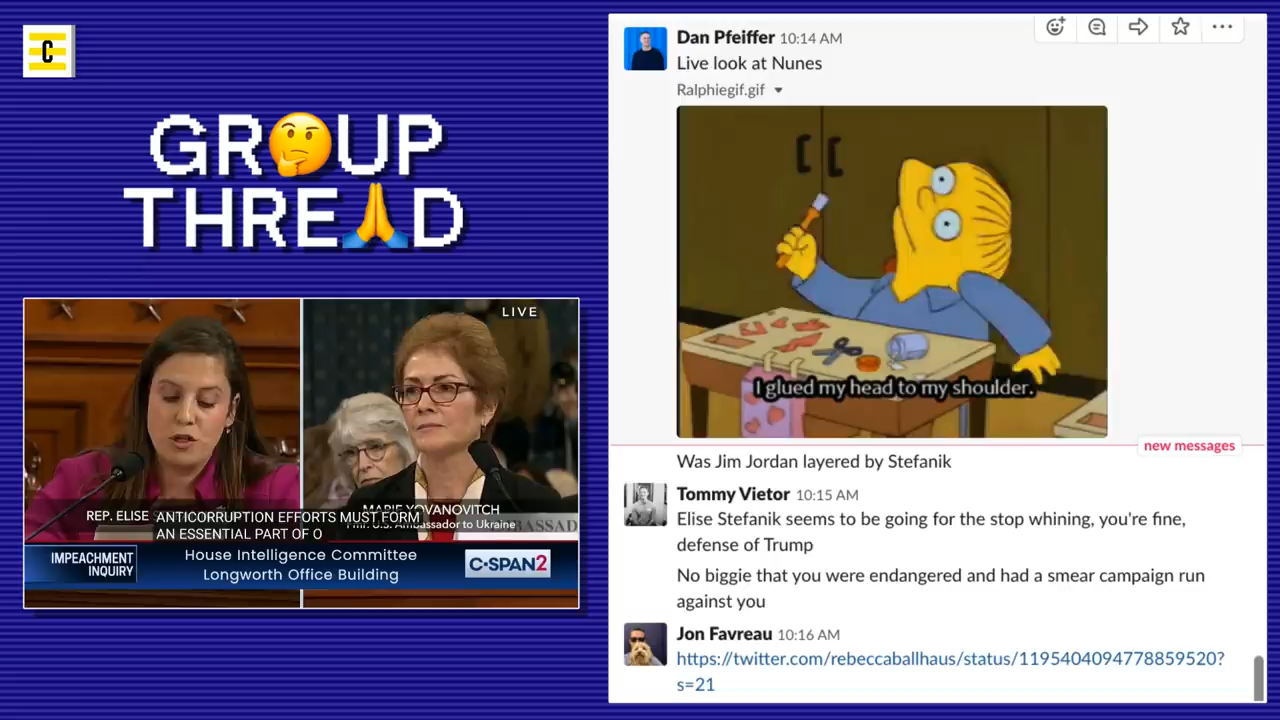 C
GR🤔UP
THRE🙏D
LIVE
MARIE YOVANOVITCH
Fmr. U.S. Ambassador to Ukraine
REP. ELISE
ANTICORRUPTION EFFORTS MUST FORM
AN ESSENTIAL PART OF O
BASSAD
IMPEACHMENT
INQUIRY
House Intelligence Committee
Longworth Office Building
C-SPAN2
Dan Pfeiffer 10:14 AM
Live look at Nunes
Ralphiegif.gif
I glued my head to my shoulder.
new messages
Was Jim Jordan layered by Stefanik
Tommy Vietor 10:15 AM
Elise Stefanik seems to be going for the stop whining, you're fine,
defense of Trump
No biggie that you were endangered and had a smear campaign run
against you
Jon Favreau 10:16 AM
https://twitter.com/rebeccaballhaus/status/1195404094778859520?
s=21